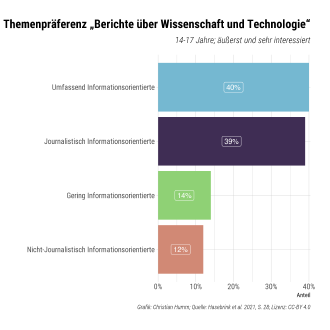 Themenpräferenz „Berichte über Wissenschaft und Technologie“
14-17 Jahre; äußerst und sehr interessiert
Umfassend Informationsorientierte
40%
Journalistisch Informationsorientierte
39%
Gering Informationsorientierte
14%
Nicht-Journalistisch Informationsorientierte
12%
0% 10% 20% 30% 40%
Anteil
Grafik: Christian Humm; Quelle: Hasebrink et al. 2021, S. 28; Lizenz: CC-BY 4.0